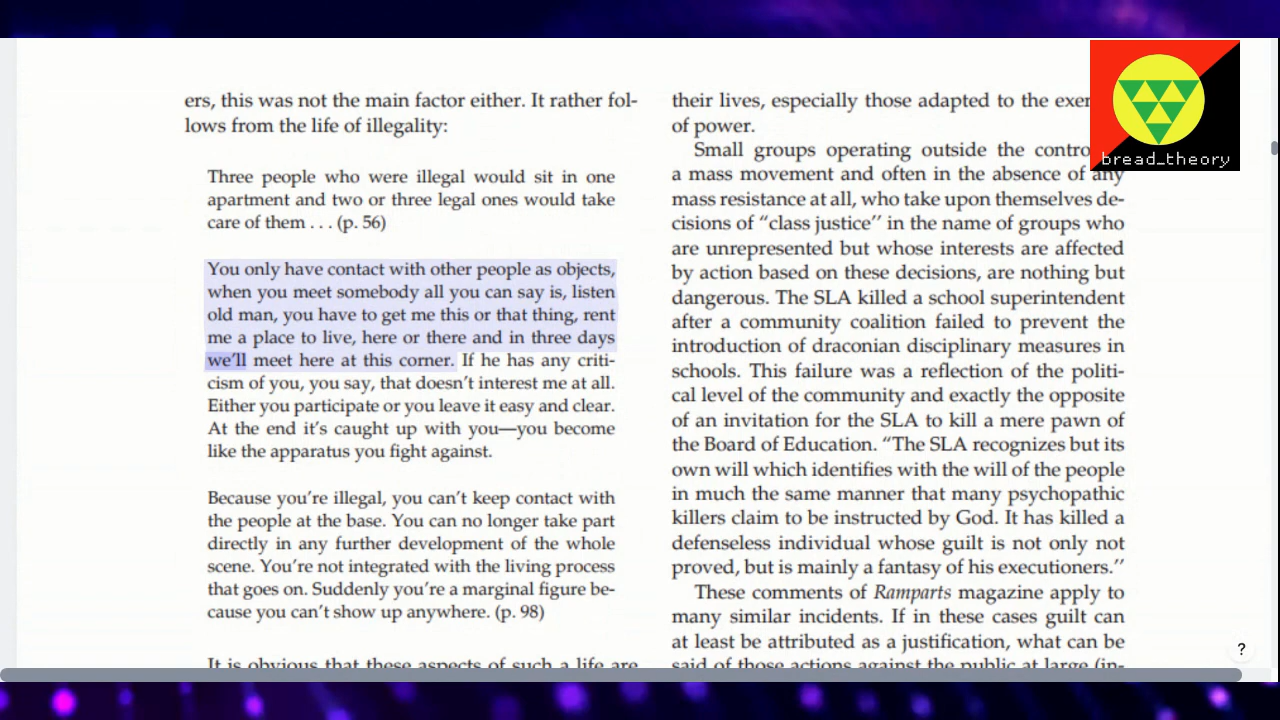 ers, this was not the main factor either. It rather fol-
lows from the life of illegality:
Three people who were illegal would sit in one
apartment and two or three legal ones would take
care of them . . . (p. 56)
You only have contact with other people as objects,
when you meet somebody all you can say is, listen
old man, you have to get me this or that thing, rent
me a place to live, here or there and in three days
we’ll meet here at this corner. If he has any criti-
cism of you, you say, that doesn’t interest me at all.
Either you participate or you leave it easy and clear.
At the end it’s caught up with you—you become
like the apparatus you fight against.
Because you’re illegal, you can’t keep contact with
the people at the base. You can no longer take part
directly in any further development of the whole
scene. You’re not integrated with the living process
that goes on. Suddenly you’re a marginal figure be-
cause you can’t show up anywhere. (p. 98)
It is obvious that these aspects of such a life are
their lives, especially those adapted to the
of power.
Small groups operating outside the
a mass movement and often in the absence of any
mass resistance at all, who take upon themselves de-
cisions of “class justice’’ in the name of groups who
are unrepresented but whose interests are affected
by action based on these decisions, are nothing but
dangerous. The SLA killed a school superintendent
after a community coalition failed to prevent the
introduction of draconian disciplinary measures in
schools. This failure was a reflection of the politi-
cal level of the community and exactly the opposite
of an invitation for the SLA to kill a mere pawn of
the Board of Education. “The SLA recognizes but its
own will which identifies with the will of the people
in much the same manner that many psychopathic
killers claim to be instructed by God. It has killed a
defenseless individual whose guilt is not only not
proved, but is mainly a fantasy of his executioners.’’
These comments of Ramparts magazine apply to
many similar incidents. If in these cases guilt can
at least be attributed as a justification, what can be
said of those actions against the public at large (in-
bread_theory
?